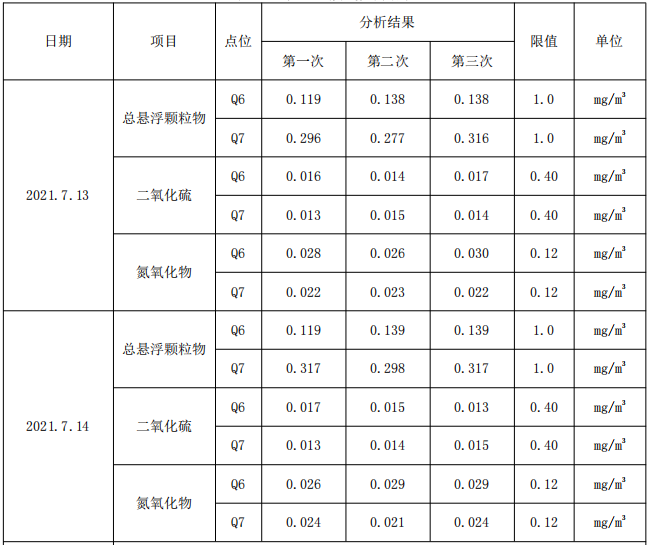 日期 项目 点位 分析结果 限值 单位
第一次 第二次 第三次
2021.7.13 总悬浮颗粒物 Q6 0.119 0.138 0.138 1.0 mg/m³
Q7 0.296 0.277 0.316 1.0 mg/m³
二氧化硫 Q6 0.016 0.014 0.017 0.40 mg/m³
Q7 0.013 0.015 0.014 0.40 mg/m³
氮氧化物 Q6 0.028 0.026 0.030 0.12 mg/m³
Q7 0.022 0.023 0.022 0.12 mg/m³
2021.7.14 总悬浮颗粒物 Q6 0.119 0.139 0.139 1.0 mg/m³
Q7 0.317 0.298 0.317 1.0 mg/m³
二氧化硫 Q6 0.017 0.015 0.013 0.40 mg/m³
Q7 0.013 0.014 0.015 0.40 mg/m³
氮氧化物 Q6 0.026 0.029 0.029 0.12 mg/m³
Q7 0.024 0.021 0.024 0.12 mg/m³